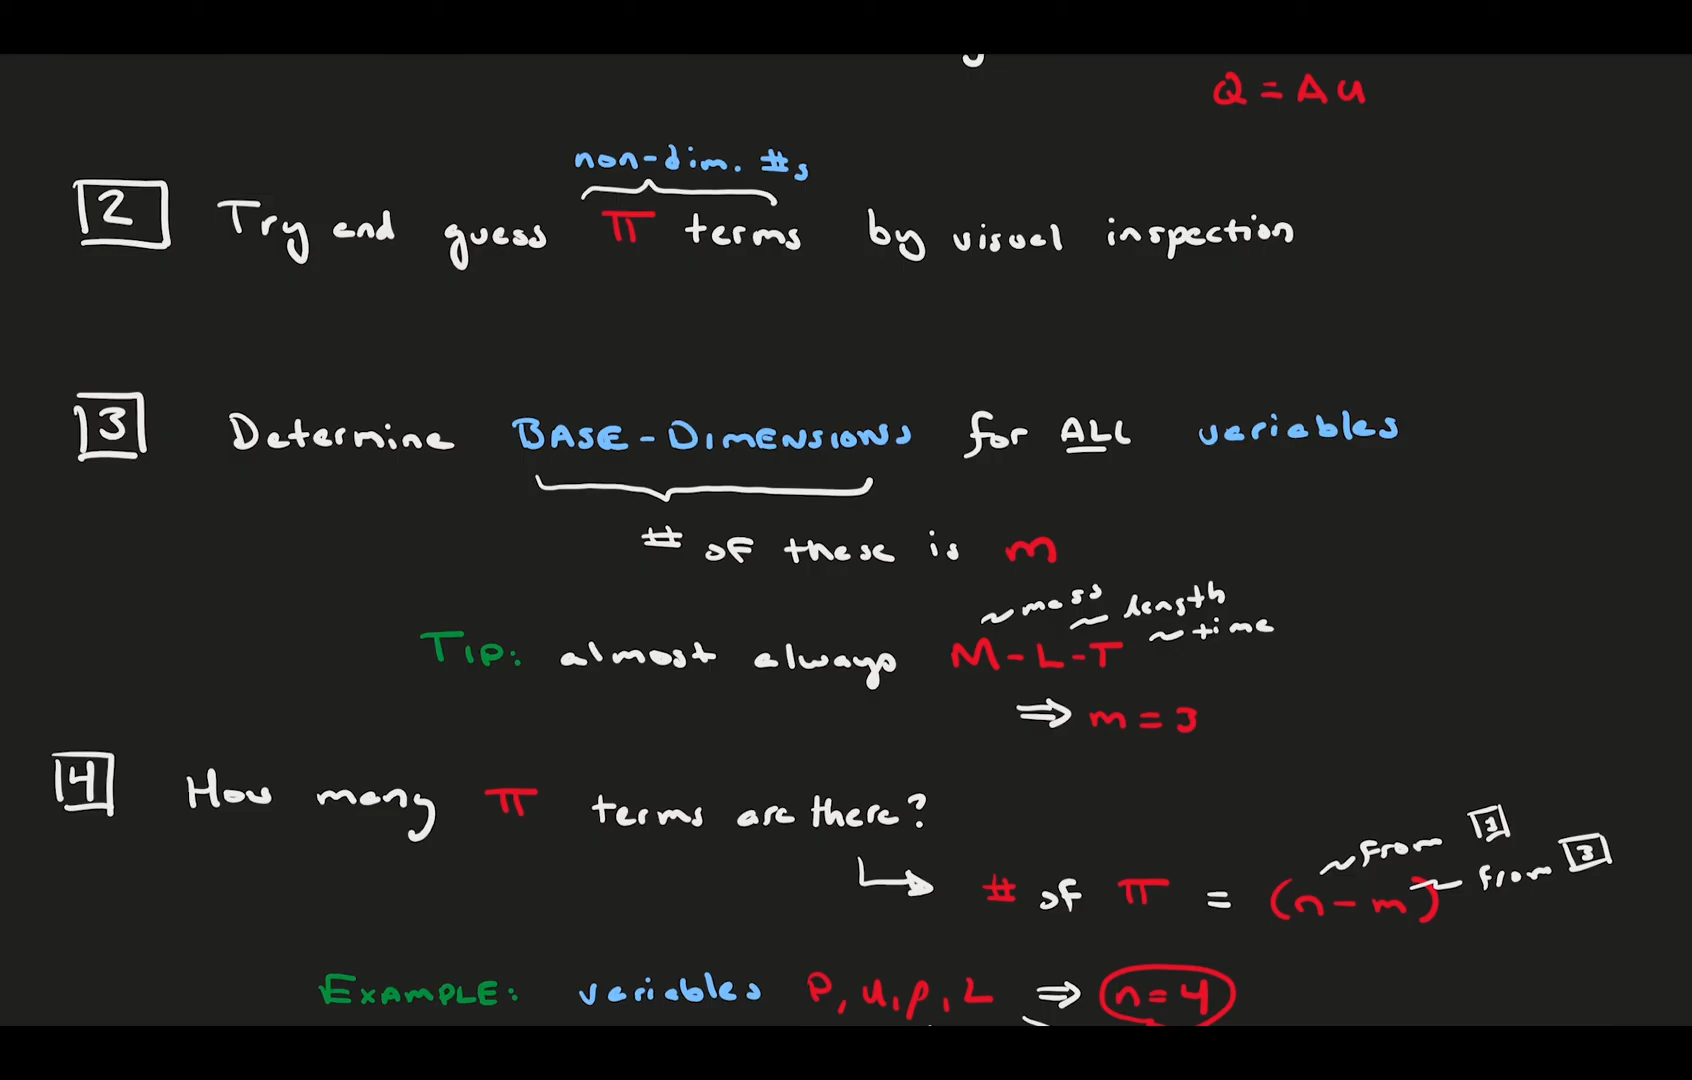 Q = A u
non-dim. #s
2 Try and guess π terms by visual inspection
3 Determine BASE-DIMENSIONS for ALL variables
# of these is m
~ mass ~ length
~ time
TIP: almost always M-L-T
⇒ m = 3
4 How many π terms are there?
~ from 1
~ from 3
↳ # of π = (n - m)
EXAMPLE: variables P, u, ρ, L ⇒ n = 4